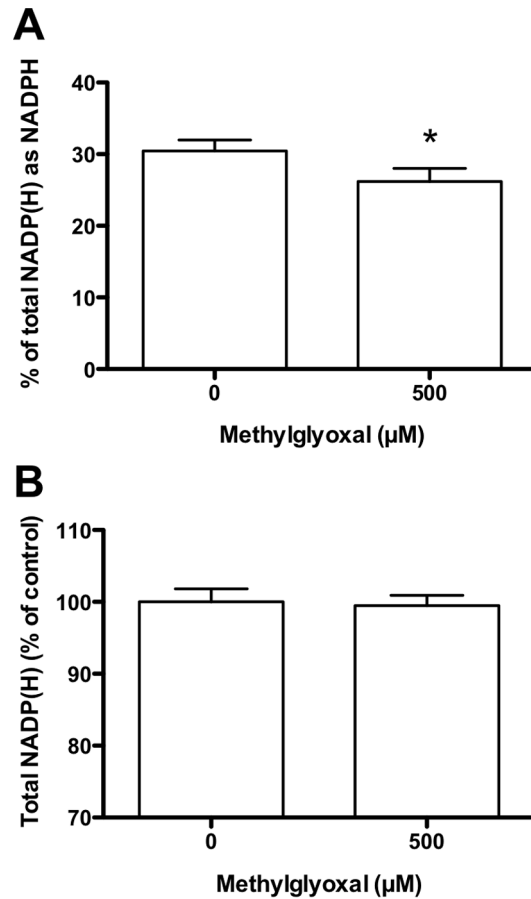 A
% of total NADP(H) as NADPH
40
30
20
10
0
*
0 500
Methylglyoxal (µM)
B
Total NADP(H) (% of control)
110
100
90
80
70
0 500
Methylglyoxal (µM)